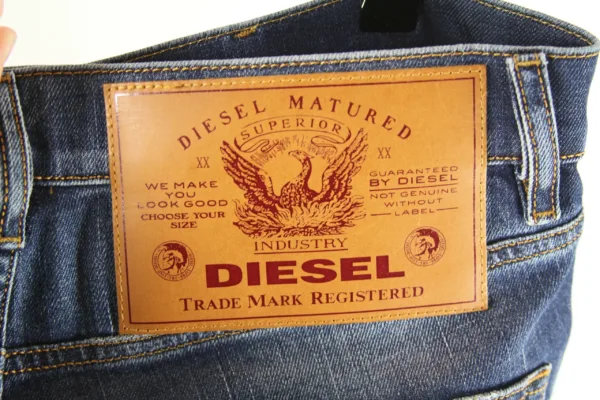 DIESEL MATURED
SUPERIOR
XX
XX
WE MAKE
YOU
LOOK GOOD
CHOOSE YOUR
SIZE
GUARANTEED
BY DIESEL
NOT GENUINE
WITHOUT
LABEL
INDUSTRY
DIESEL
TRADE MARK REGISTERED